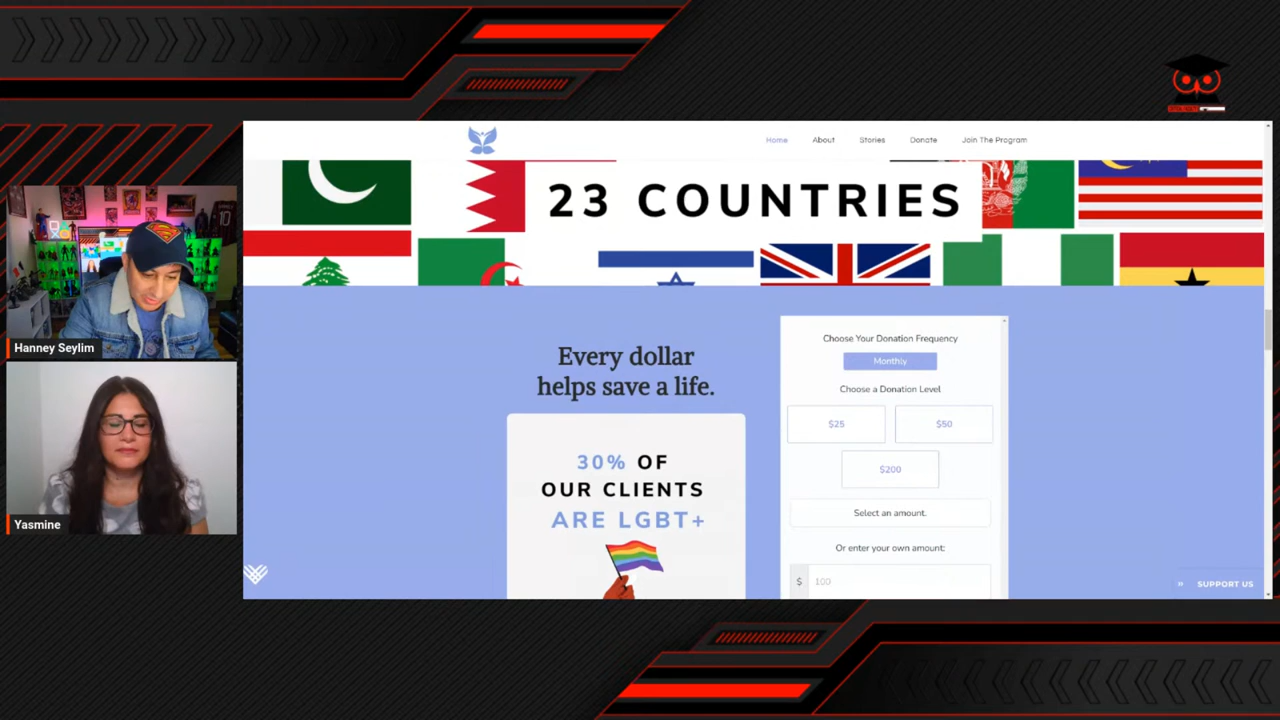 Home About Stories Donate Join The Program
23 COUNTRIES
10
Hanney Seylim
Yasmine
Every dollar
helps save a life.
30% OF
OUR CLIENTS
ARE LGBT+
Choose Your Donation Frequency
Monthly
Choose a Donation Level
$25 $50
$200
Select an amount.
Or enter your own amount:
$ 100
» SUPPORT US